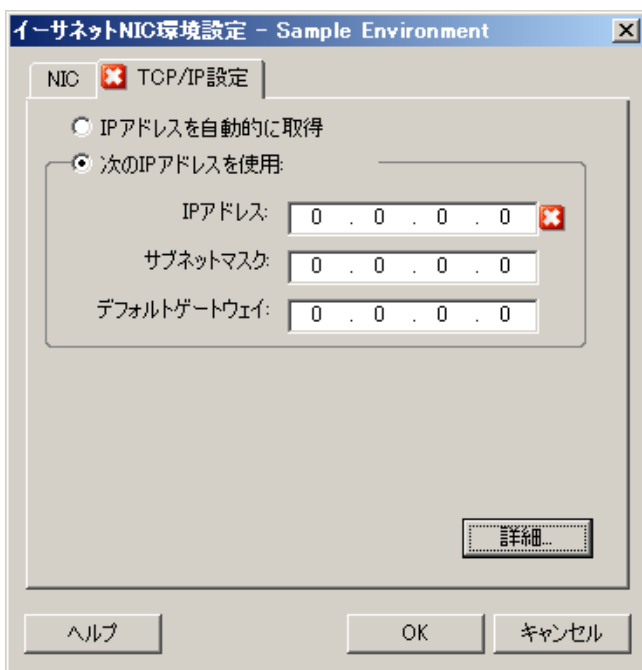 イーサネットNIC環境設定 - Sample Environment
NIC TCP/IP設定
IPアドレスを自動的に取得
次のIPアドレスを使用:
IPアドレス: 0 . 0 . 0 . 0
サブネットマスク: 0 . 0 . 0 . 0
デフォルトゲートウェイ: 0 . 0 . 0 . 0
詳細...
ヘルプ OK キャンセル